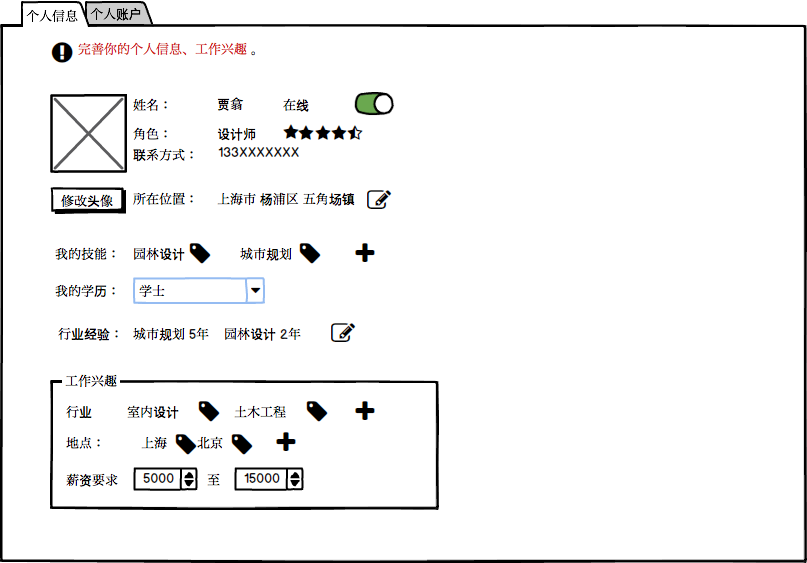 个人信息 个人账户
完善你的个人信息、工作兴趣 。
姓名： 贾翕 在线
角色： 设计师
联系方式： 133XXXXXXX
修改头像 所在位置： 上海市 杨浦区 五角场镇
我的技能： 园林设计 城市规划
我的学历： 学士
行业经验： 城市规划 5年 园林设计 2年
工作兴趣
行业 室内设计 土木工程
地点： 上海 北京
薪资要求 5000 至 15000